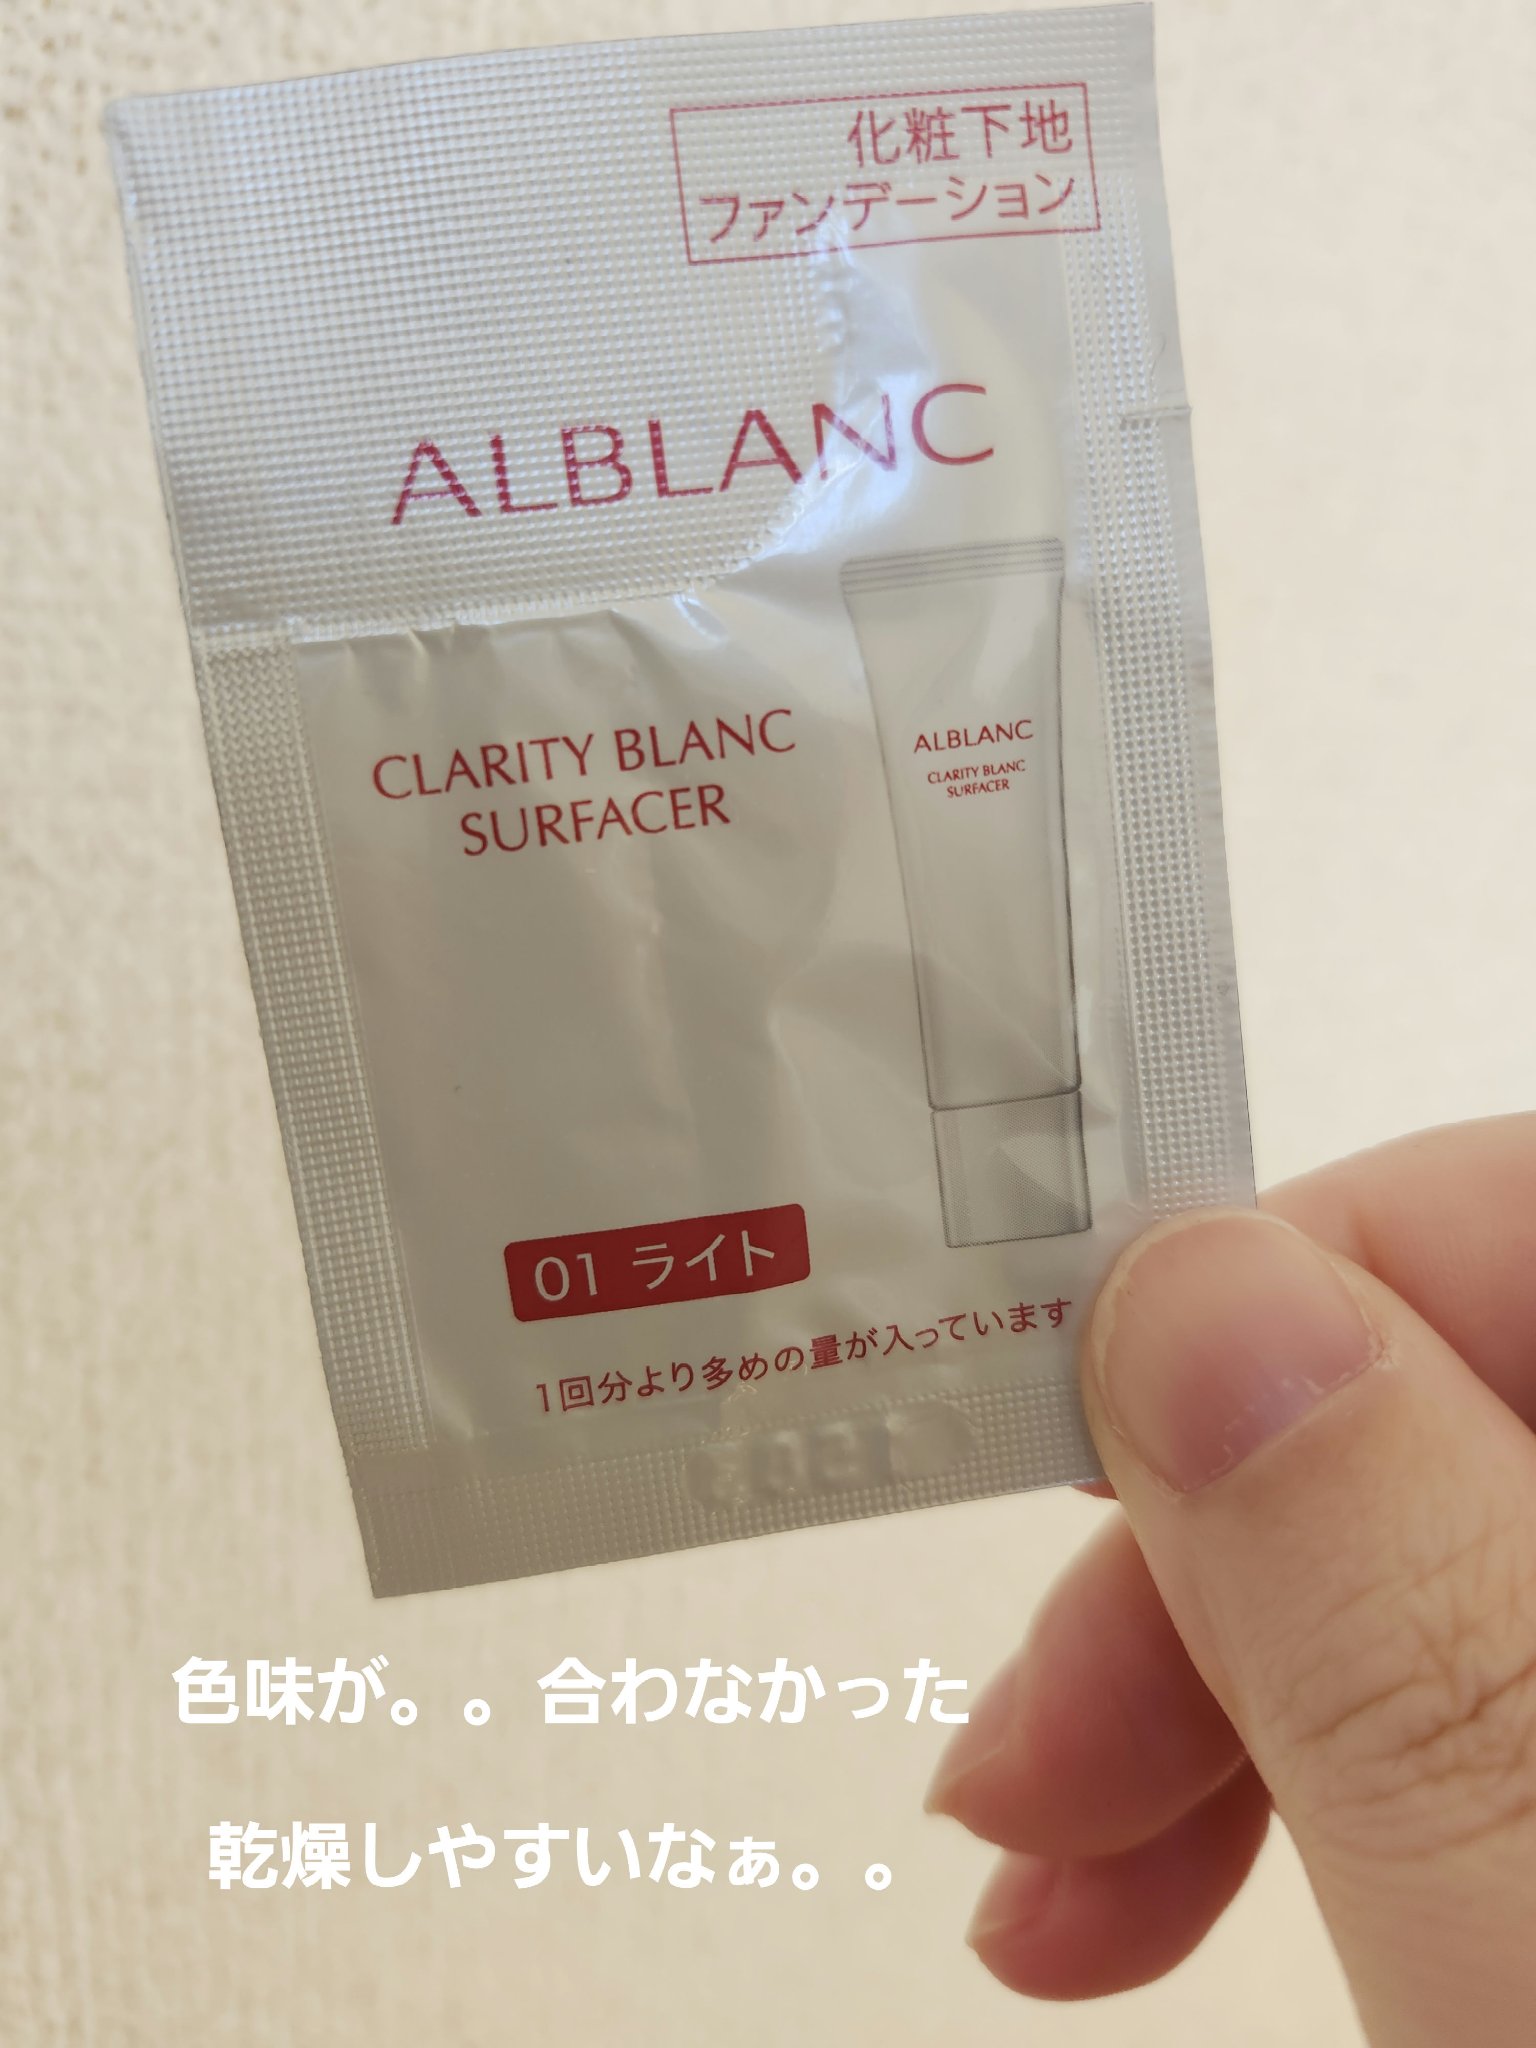 化粧下地
ファンデーション
ALBLANC
CLARITY BLANC
SURFACER
ALBLANC
CLARITY BLANC
SURFACER
01 ライト
1回分より多めの量が入っています
色味が。。合わなかった
乾燥しやすいなぁ。。